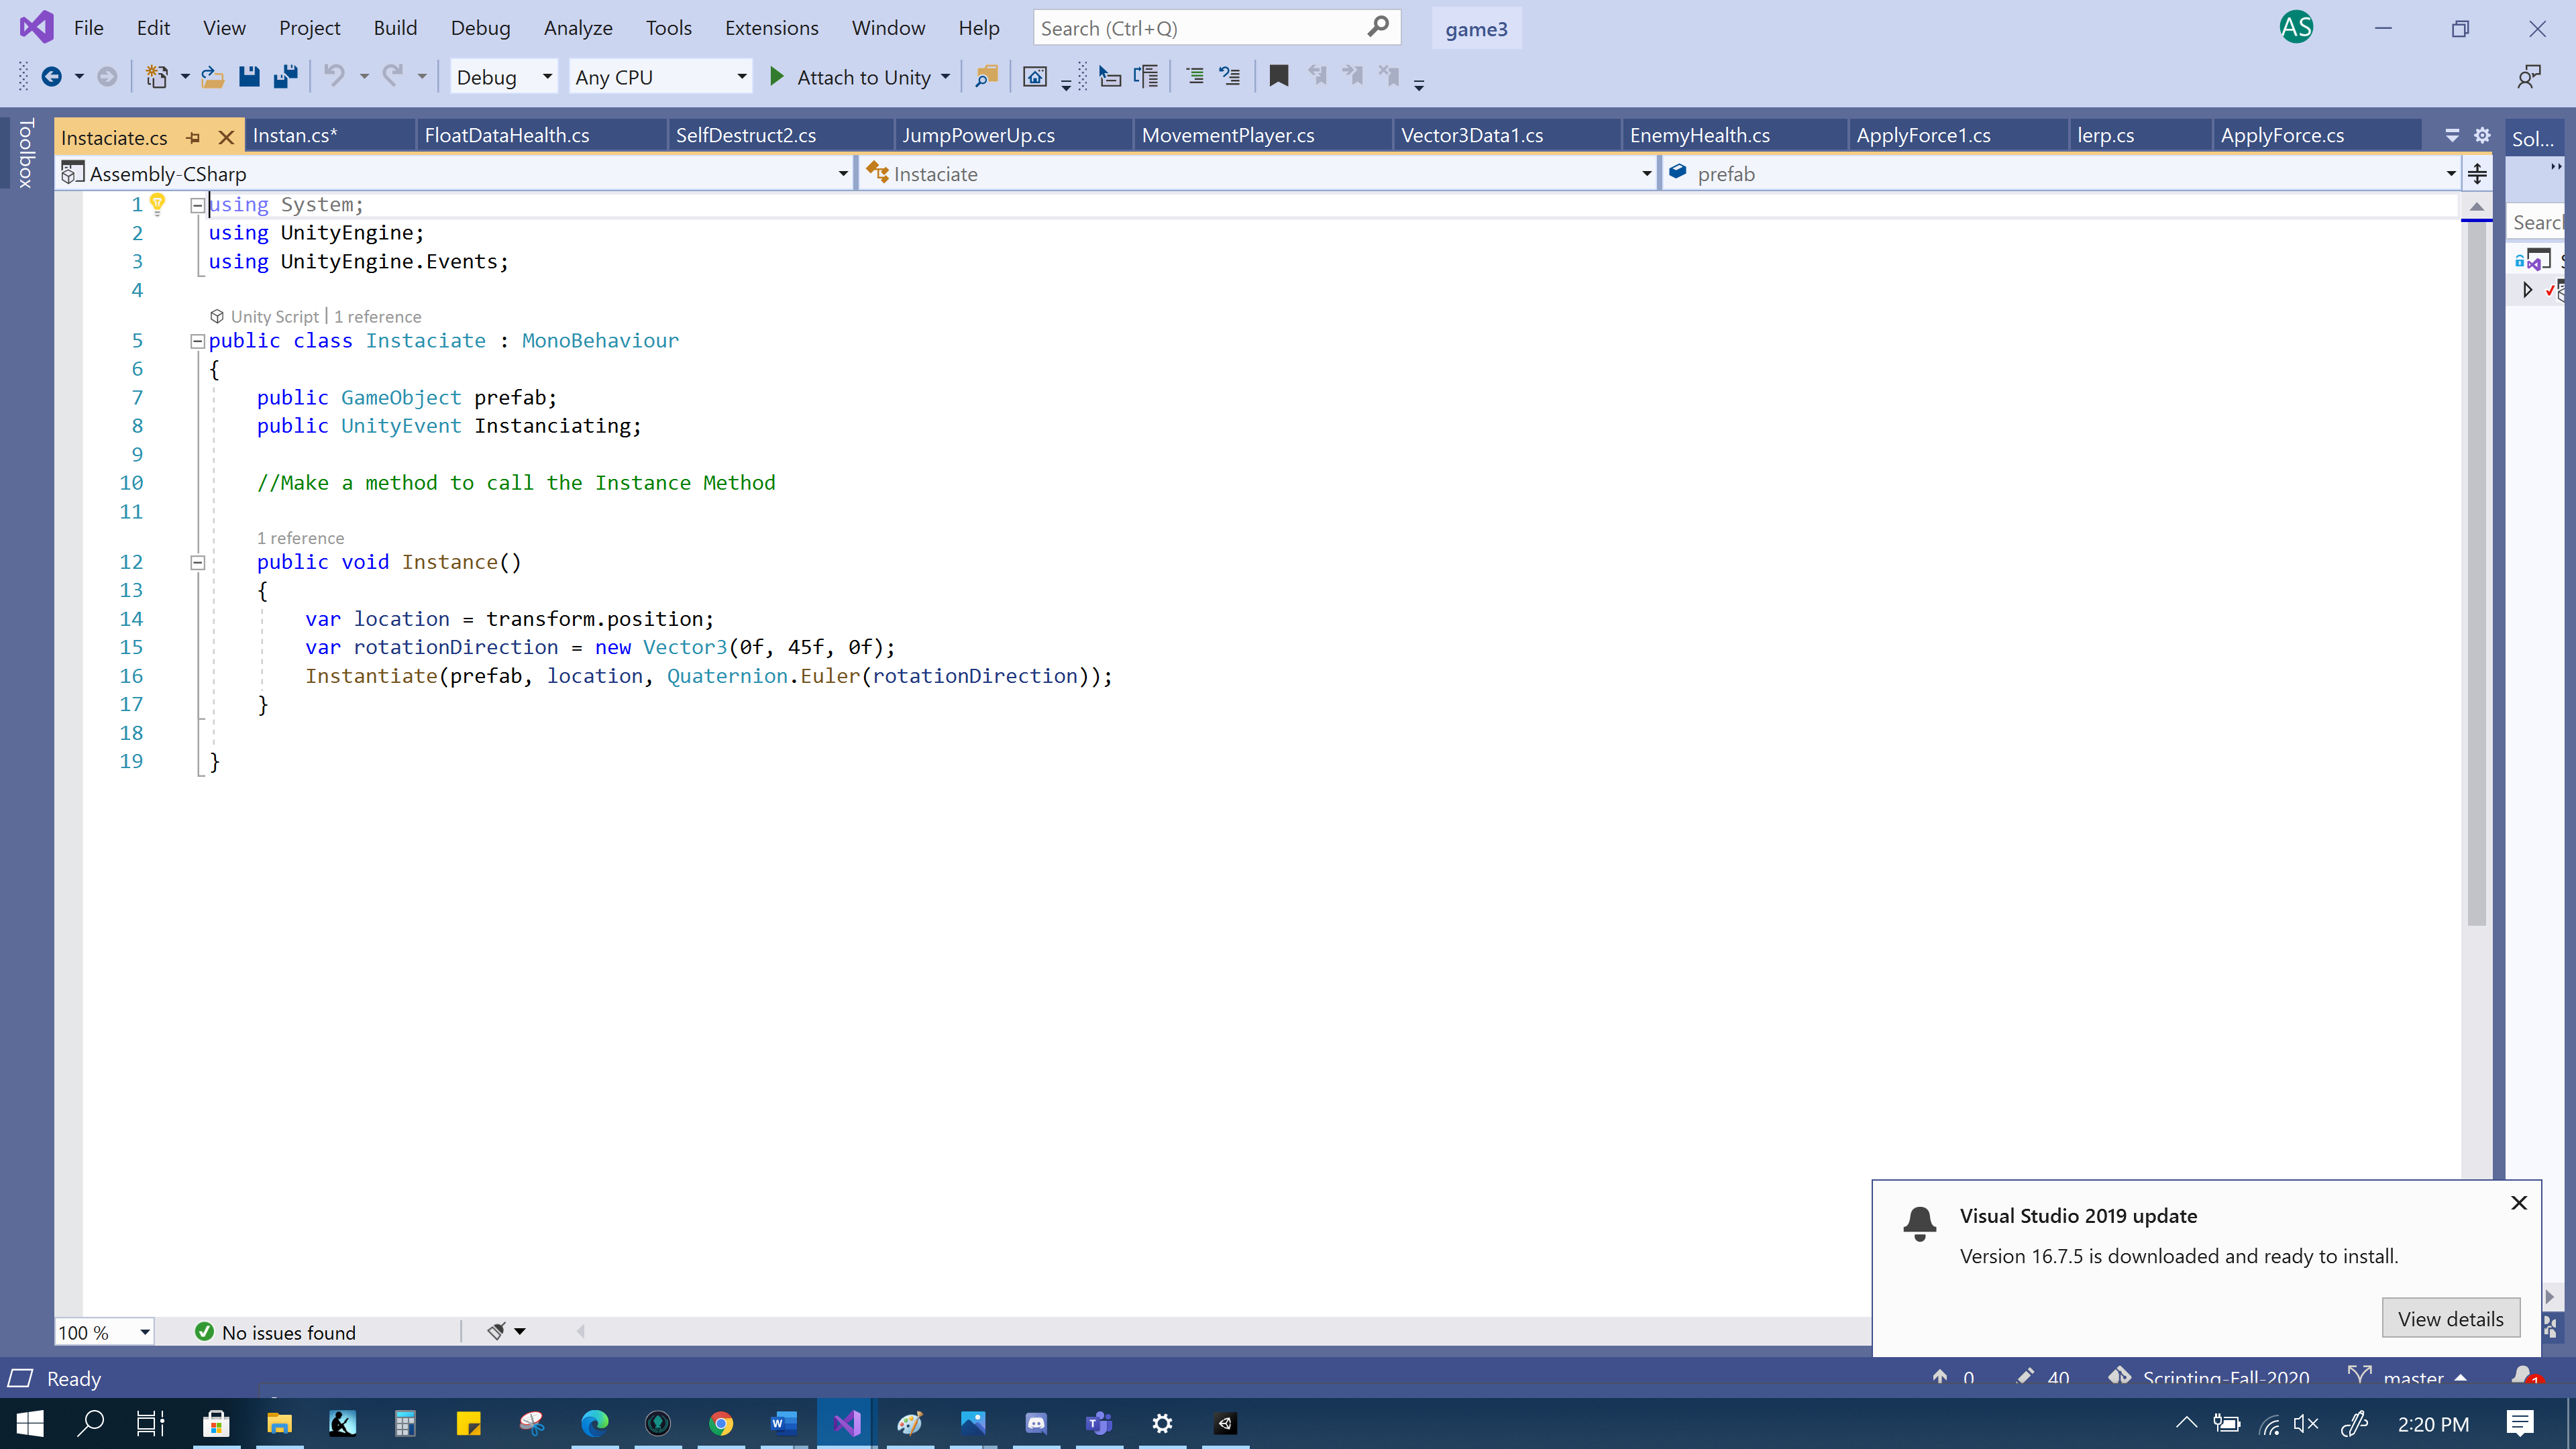 File Edit View Project Build Debug Analyze Tools Extensions Window Help Search (Ctrl+Q) game3 AS
Debug Any CPU Attach to Unity
Toolbox
Instaciate.cs Instan.cs* FloatDataHealth.cs SelfDestruct2.cs JumpPowerUp.cs MovementPlayer.cs Vector3Data1.cs EnemyHealth.cs ApplyForce1.cs lerp.cs ApplyForce.cs Sol...
Assembly-CSharp Instaciate prefab
1 using System;
2 using UnityEngine;
3 using UnityEngine.Events;
4
Unity Script | 1 reference
5 public class Instaciate : MonoBehaviour
6 {
7 public GameObject prefab;
8 public UnityEvent Instanciating;
9
10 //Make a method to call the Instance Method
11
1 reference
12 public void Instance()
13 {
14 var location = transform.position;
15 var rotationDirection = new Vector3(0f, 45f, 0f);
16 Instantiate(prefab, location, Quaternion.Euler(rotationDirection));
17 }
18
19 }
Visual Studio 2019 update
Version 16.7.5 is downloaded and ready to install.
View details
100 % No issues found
Ready 0 40 Scripting-Fall-2020 master 1
2:20 PM